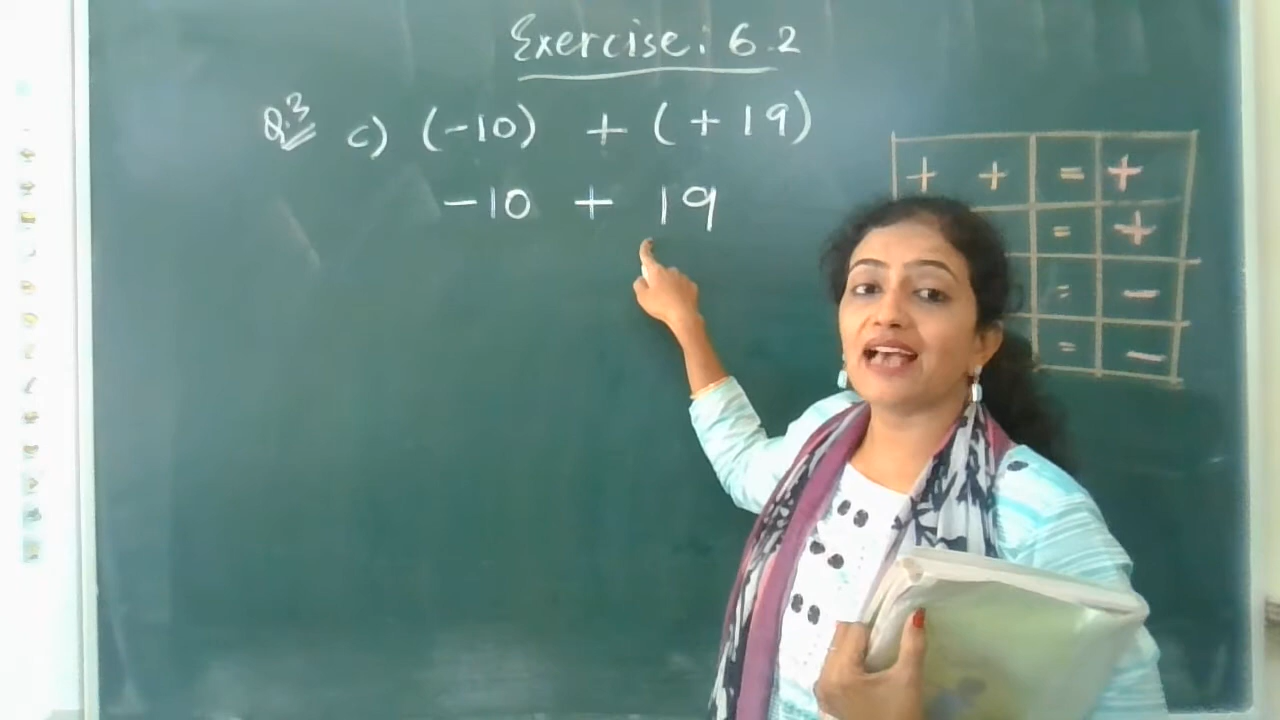 Exercise: 6.2
Q.3 c) (-10) + (+19)
-10 + 19
+ + = +
= +
= -
= -